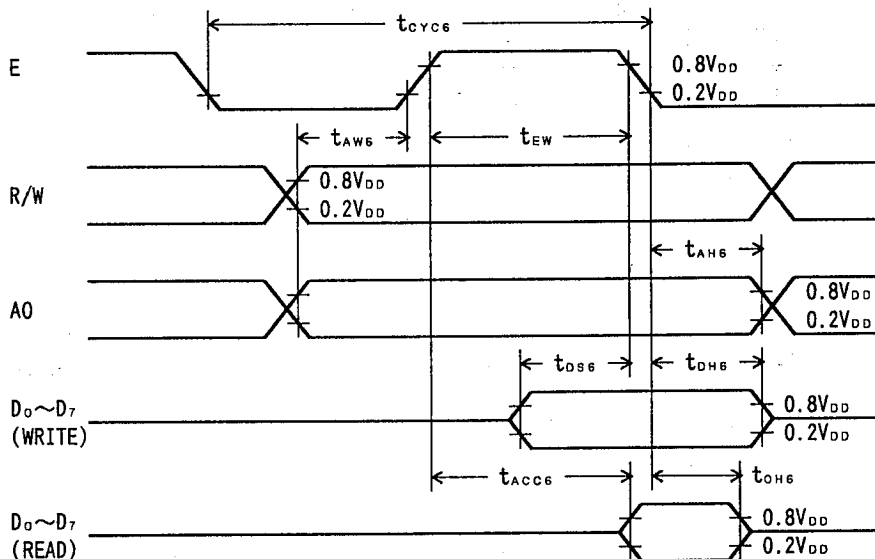 tCYC6
E
0.8VDD
0.2VDD
tAW6
tEW
R/W
0.8VDD
0.2VDD
tAH6
A0
0.8VDD
0.2VDD
tDS6
tDH6
D0~D7
(WRITE)
0.8VDD
0.2VDD
tACC6
tOH6
D0~D7
(READ)
0.8VDD
0.2VDD